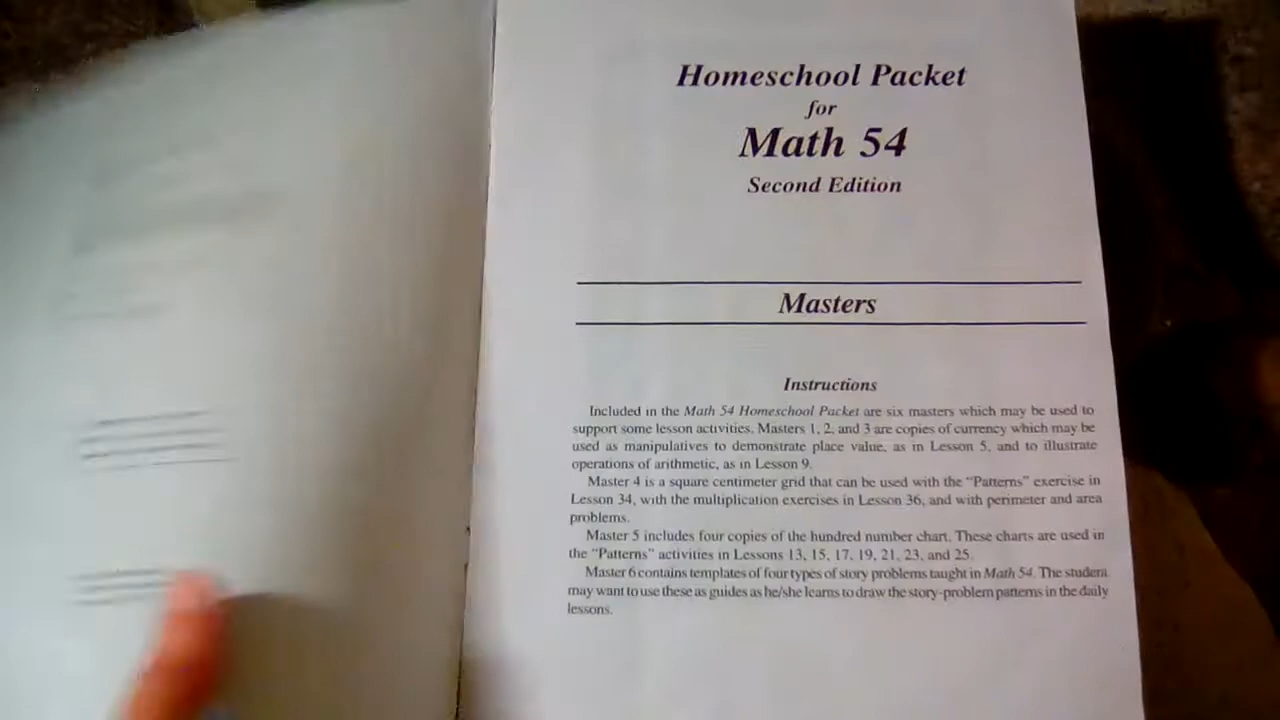 Homeschool Packet
for
Math 54
Second Edition
Masters
Instructions
Included in the Math 54 Homeschool Packet are six masters which may be used to
support some lesson activities. Masters 1, 2, and 3 are copies of currency which may be
used as manipulatives to demonstrate place value, as in Lesson 5, and to illustrate
operations of arithmetic, as in Lesson 9.
Master 4 is a square centimeter grid that can be used with the "Patterns" exercise in
Lesson 34, with the multiplication exercises in Lesson 36, and with perimeter and area
problems.
Master 5 includes four copies of the hundred number chart. These charts are used in
the "Patterns" activities in Lessons 13, 15, 17, 19, 21, 23, and 25.
Master 6 contains templates of four types of story problems taught in Math 54. The student
may want to use these as guides as he/she learns to draw the story-problem patterns in the daily
lessons.